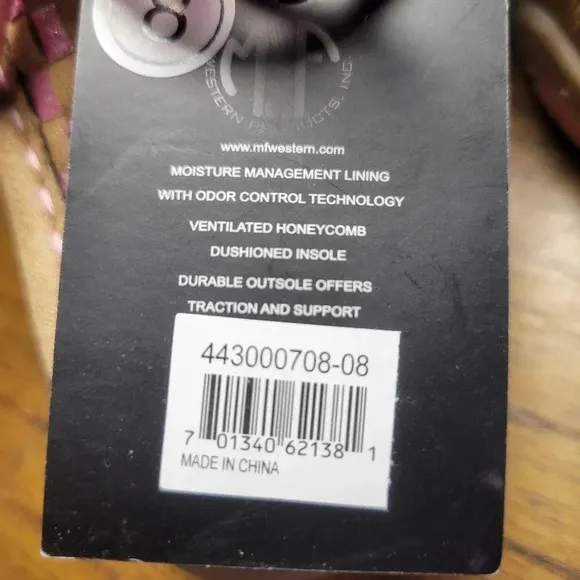 8
MF
WESTERN PRODUCTS, INC.
www.mfwestern.com
MOISTURE MANAGEMENT LINING
WITH ODOR CONTROL TECHNOLOGY
VENTILATED HONEYCOMB
DUSHIONED INSOLE
DURABLE OUTSOLE OFFERS
TRACTION AND SUPPORT
443000708-08
7 01340 62138 1
MADE IN CHINA